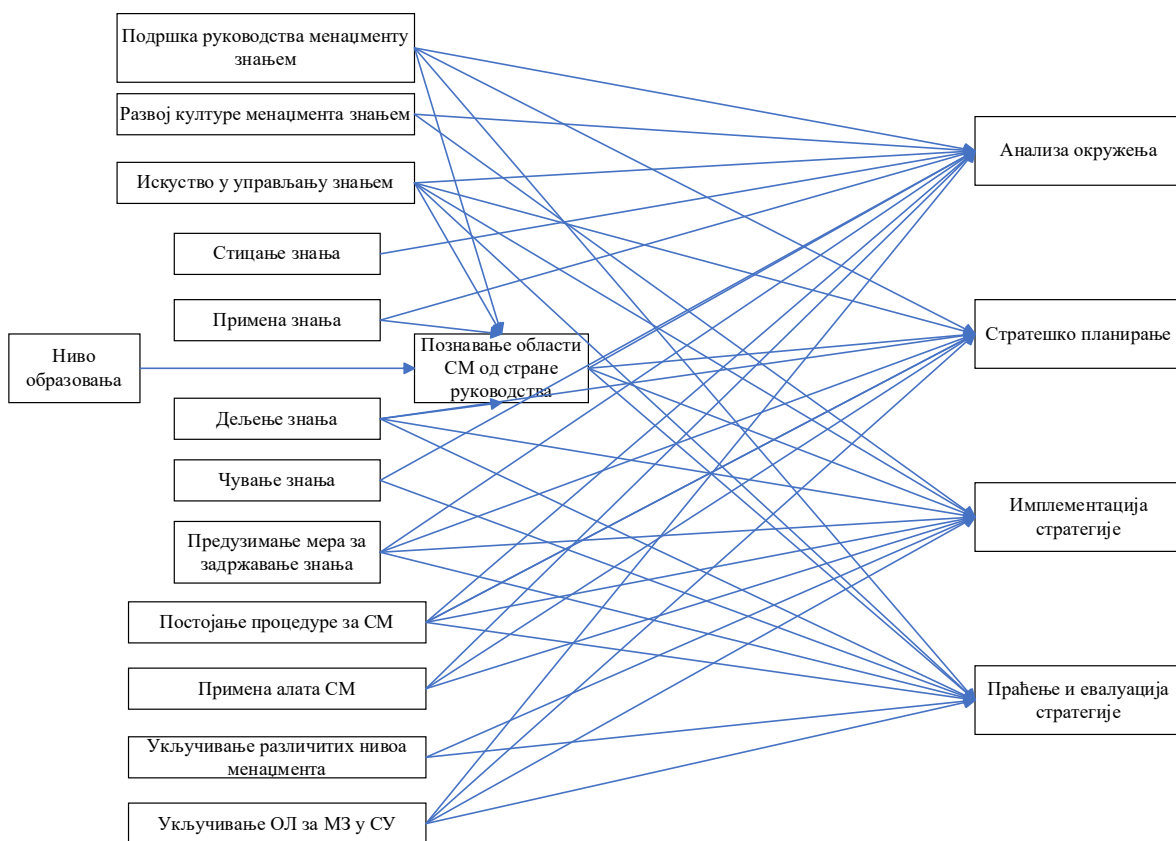 Подршка руководства менаџменту
знањем
Развој културе менаџмента знањем
Искуство у управљању знањем
Стицање знања
Примена знања
Ниво
образовања
Познавање области
СМ од стране
руководства
Дељење знања
Чување знања
Предузимање мера за
задржавање знања
Постојање процедуре за СМ
Примена алата СМ
Укључивање различитих нивоа
менаџмента
Укључивање ОЛ за МЗ у СУ
Анализа окружења
Стратешко планирање
Имплементација
стратегије
Праћење и евалуација
стратегије